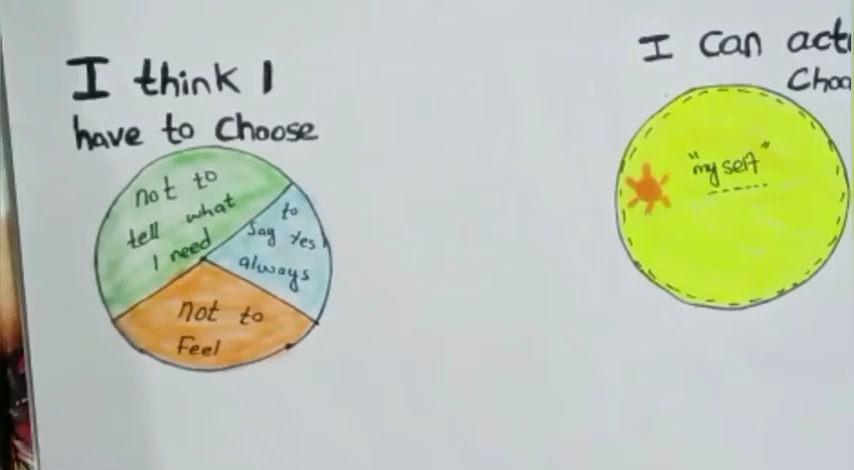 I think I
have to choose
not to
tell what
I need
to
Say Yes
always
not to
Feel
I can
"my self"